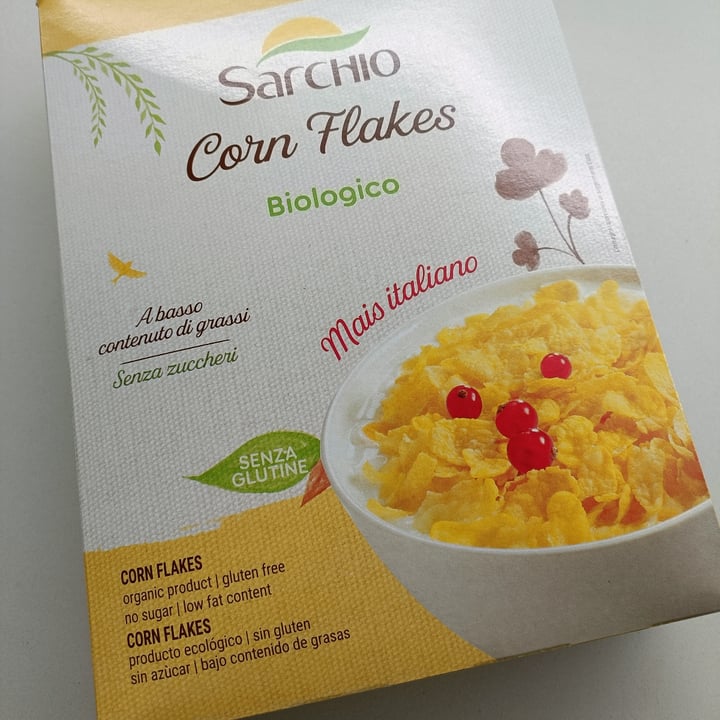 Sarchio
Corn Flakes
Biologico
A basso
contenuto di grassi
Senza zuccheri
Mais italiano
SENZA
GLUTINE
CORN FLAKES
organic product | gluten free
no sugar | low fat content
CORN FLAKES
producto ecológico | sin gluten
sin azùcar | bajo contenido de grasas